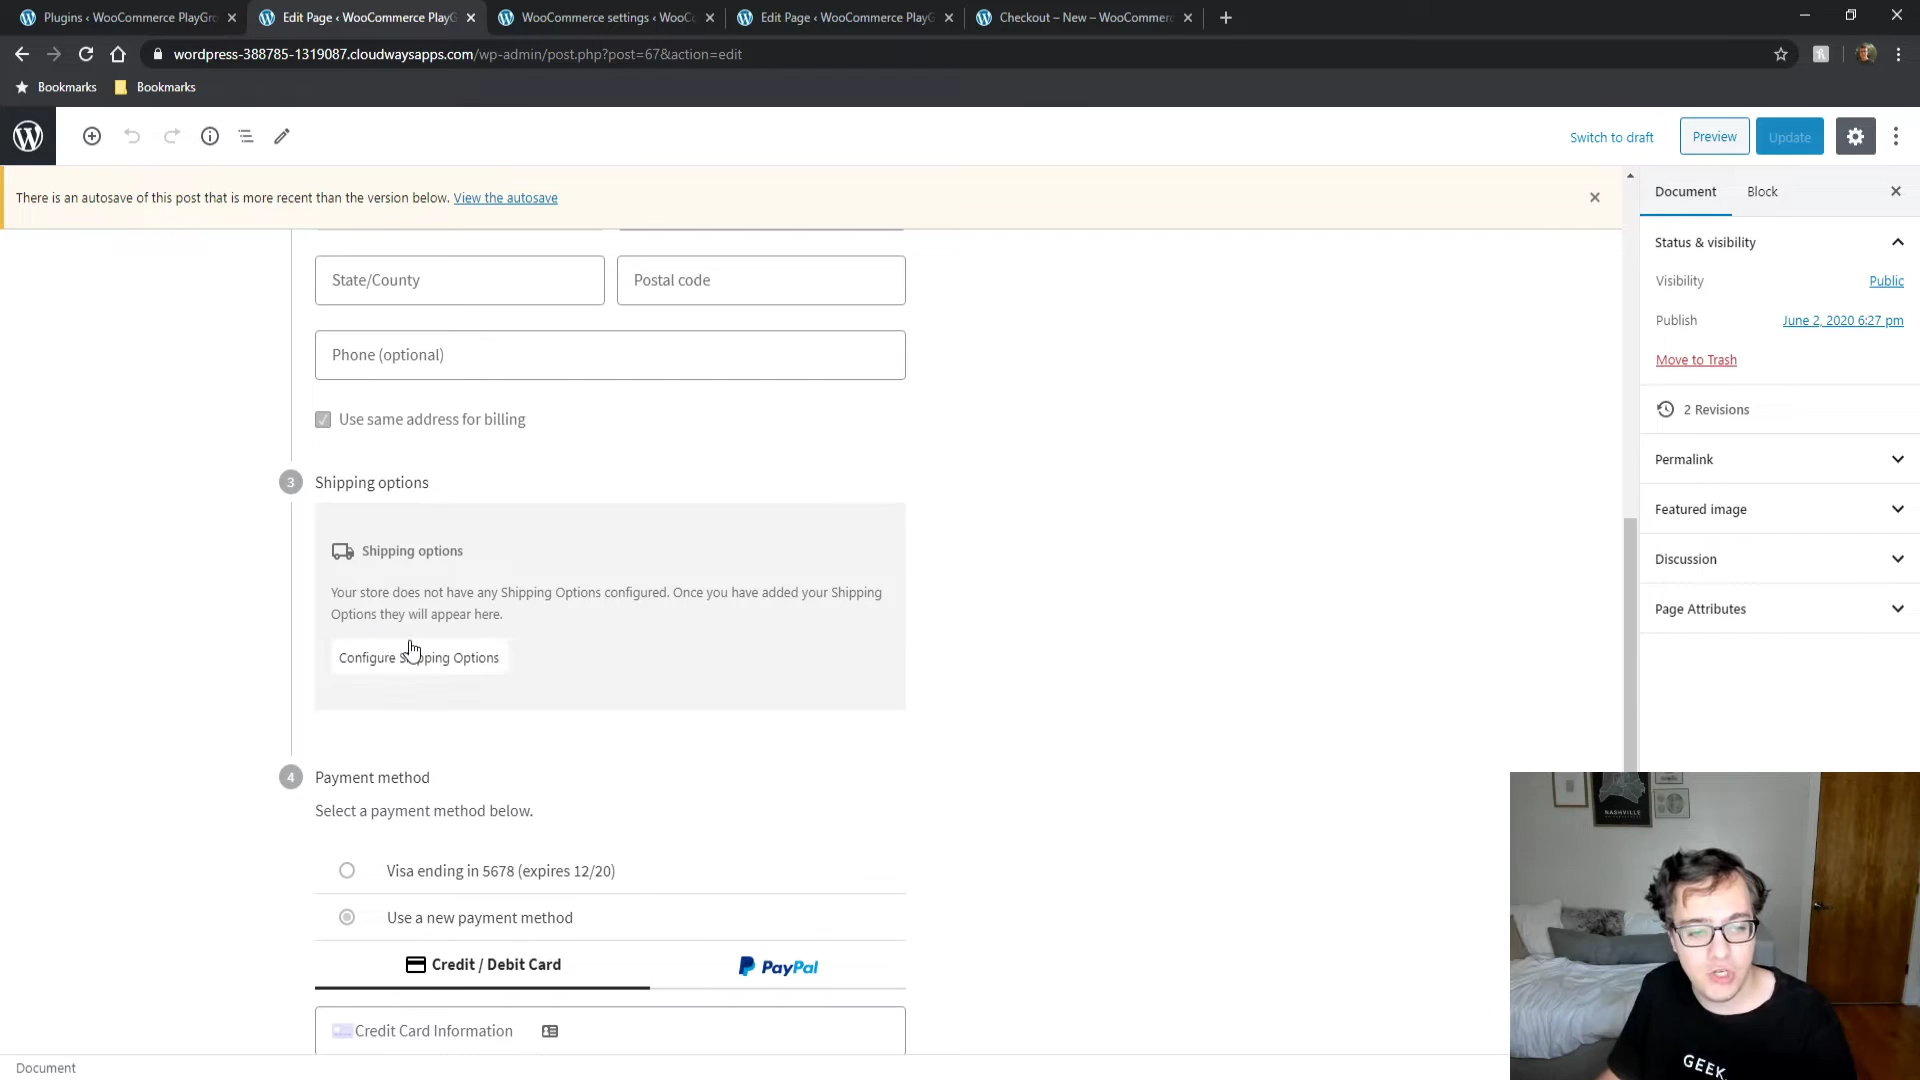 Plugins ‹ WooCommerce PlayGro
Edit Page ‹ WooCommerce PlayG
WooCommerce settings ‹ WooC
Edit Page ‹ WooCommerce PlayG
Checkout – New – WooCommerc
wordpress-388785-1319087.cloudwaysapps.com/wp-admin/post.php?post=67&action=edit
Bookmarks
Bookmarks
Switch to draft
Preview
Update
There is an autosave of this post that is more recent than the version below. View the autosave
Document
Block
Status & visibility
Visibility
Public
Publish
June 2, 2020 6:27 pm
Move to Trash
2 Revisions
Permalink
Featured image
Discussion
Page Attributes
State/County
Postal code
Phone (optional)
Use same address for billing
3
Shipping options
Shipping options
Your store does not have any Shipping Options configured. Once you have added your Shipping
Options they will appear here.
Configure Shipping Options
4
Payment method
Select a payment method below.
Visa ending in 5678 (expires 12/20)
Use a new payment method
Credit / Debit Card
PayPal
Credit Card Information
Document
NASHVILLE
GEEK.